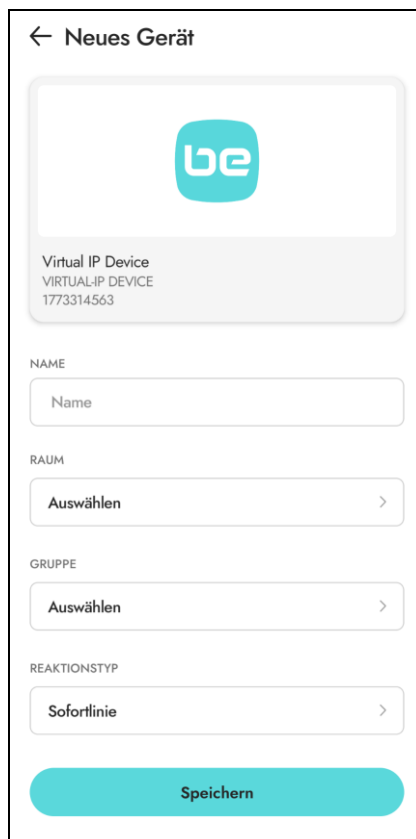 ← Neues Gerät
be
Virtual IP Device
VIRTUAL-IP DEVICE
1773314563
NAME
Name
RAUM
Auswählen
GRUPPE
Auswählen
REAKTIONSTYP
Sofortlinie
Speichern